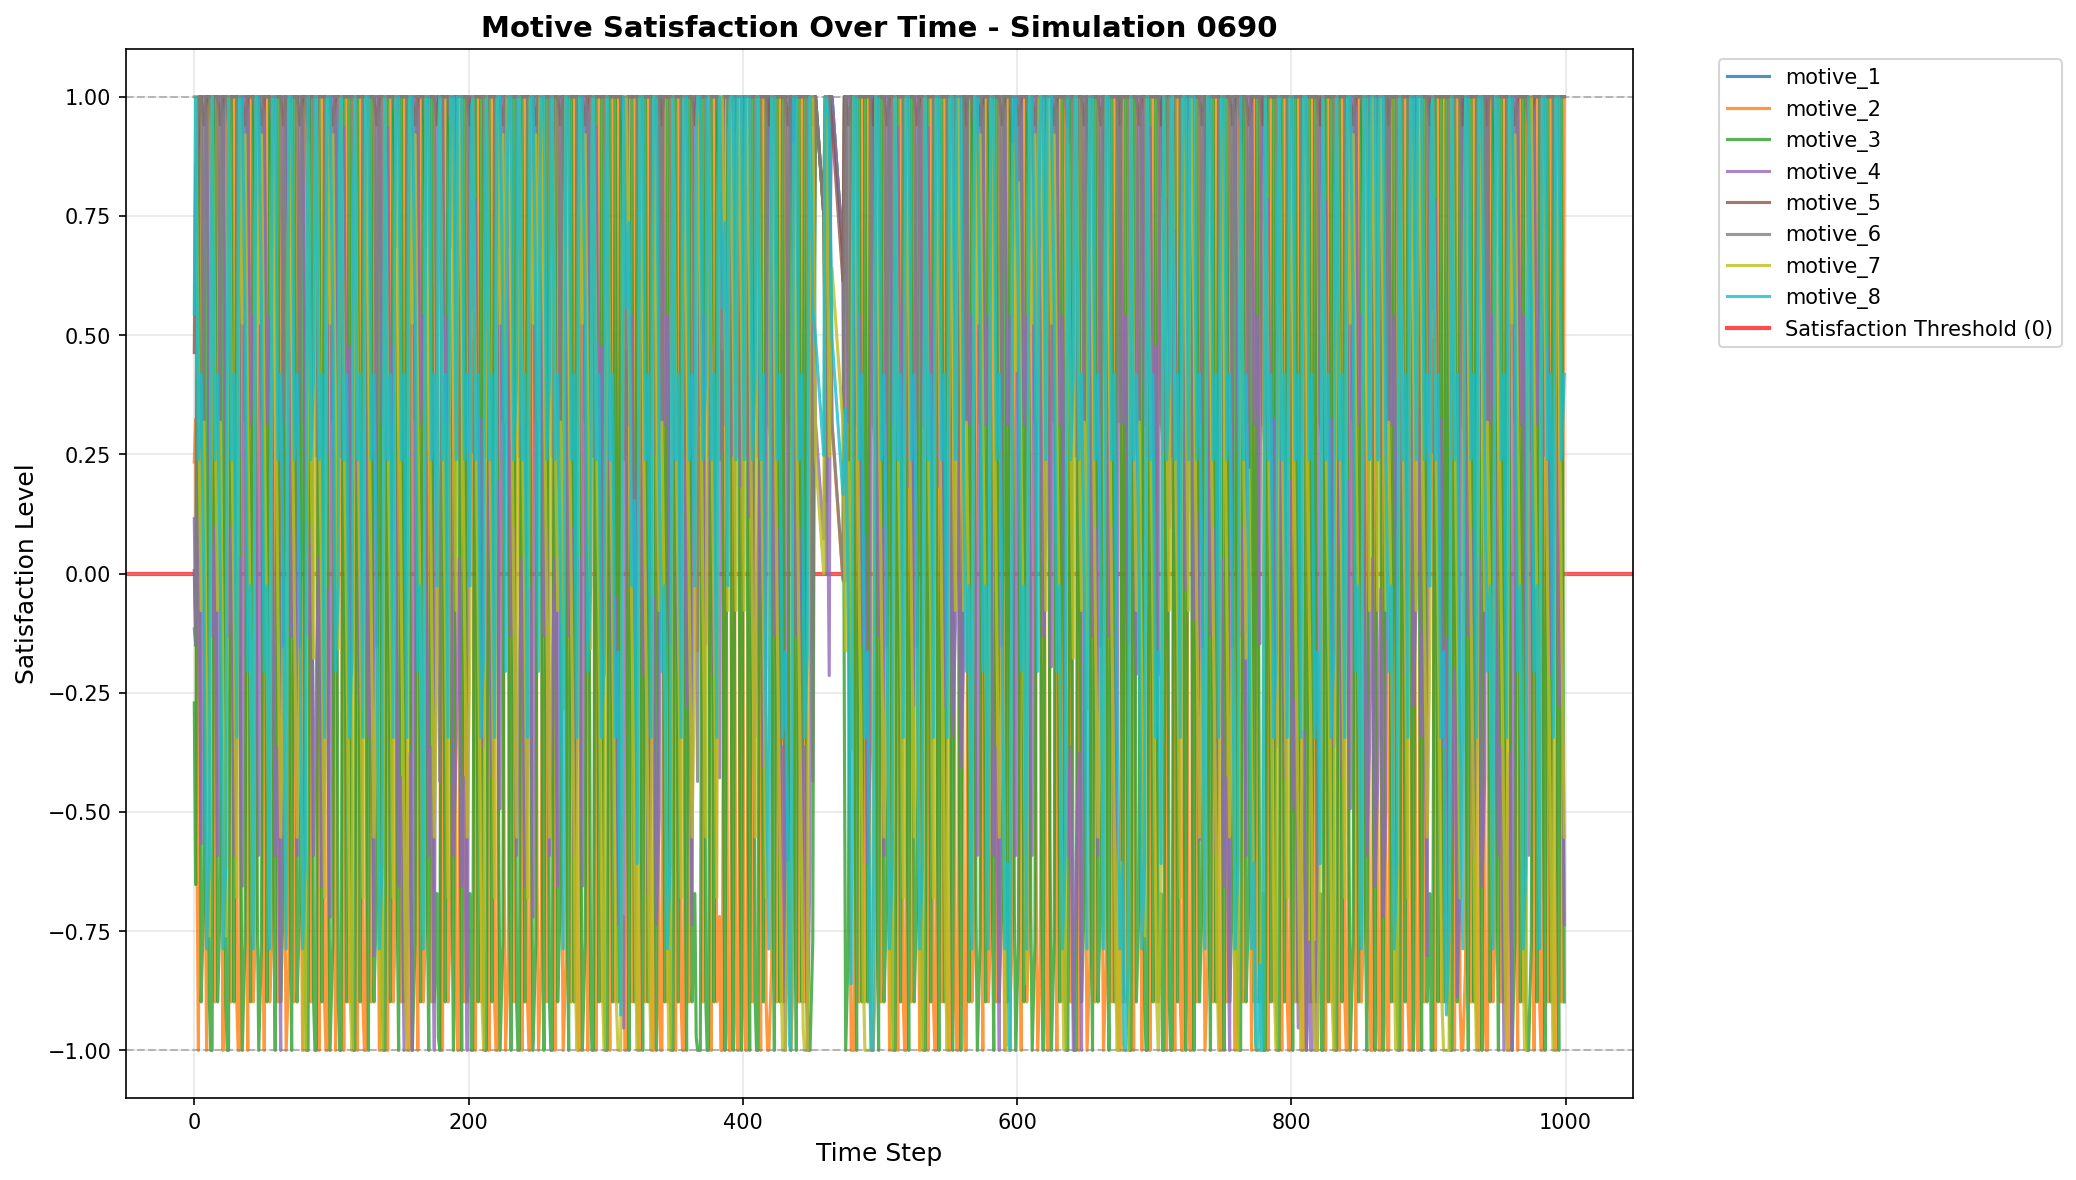 Motive Satisfaction Over Time - Simulation 0690
1.00
0.75
0.50
0.25
0.00
−0.25
−0.50
−0.75
−1.00
Satisfaction Level
0
200
400
600
800
1000
Time Step
motive_1
motive_2
motive_3
motive_4
motive_5
motive_6
motive_7
motive_8
Satisfaction Threshold (0)